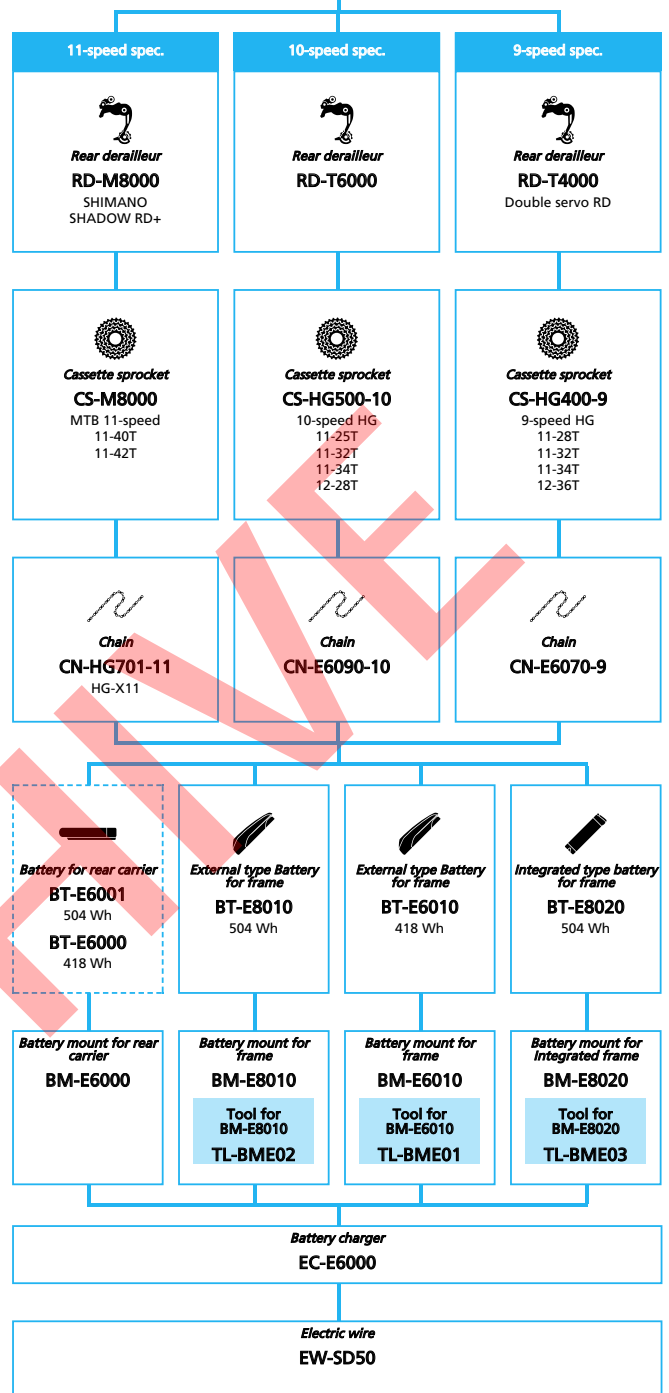 11-speed spec.
Rear derailleur
RD-M8000
SHIMANO
SHADOW RD+
Cassette sprocket
CS-M8000
MTB 11-speed
11-40T
11-42T
Chain
CN-HG701-11
HG-X11
10-speed spec.
Rear derailleur
RD-T6000
Cassette sprocket
CS-HG500-10
10-speed HG
11-25T
11-32T
11-34T
12-28T
Chain
CN-E6090-10
9-speed spec.
Rear derailleur
RD-T4000
Double servo RD
Cassette sprocket
CS-HG400-9
9-speed HG
11-28T
11-32T
11-34T
12-36T
Chain
CN-E6070-9
Battery for rear carrier
BT-E6001
504 Wh
BT-E6000
418 Wh
Battery mount for rear
carrier
BM-E6000
External type Battery
for frame
BT-E8010
504 Wh
Battery mount for
frame
BM-E8010
Tool for
BM-E8010
TL-BME02
External type Battery
for frame
BT-E6010
418 Wh
Battery mount for
frame
BM-E6010
Tool for
BM-E6010
TL-BME01
Integrated type battery
for frame
BT-E8020
504 Wh
Battery mount for
Integrated frame
BM-E8020
Tool for
BM-E8020
TL-BME03
Battery charger
EC-E6000
Electric wire
EW-SD50
HIVE